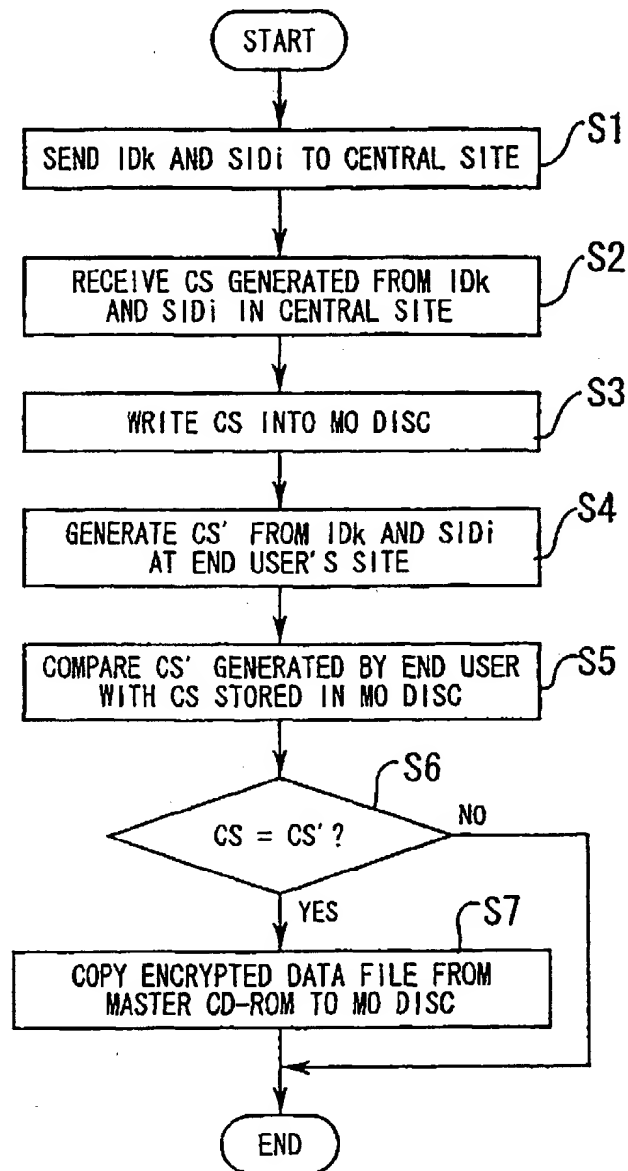 START
SEND IDk AND SIDi TO CENTRAL SITE
S1
RECEIVE CS GENERATED FROM IDk
AND SIDi IN CENTRAL SITE
S2
WRITE CS INTO MO DISC
S3
GENERATE CS' FROM IDk AND SIDi
AT END USER'S SITE
S4
COMPARE CS' GENERATED BY END USER
WITH CS STORED IN MO DISC
S5
S6
CS = CS' ?
NO
YES
S7
COPY ENCRYPTED DATA FILE FROM
MASTER CD-ROM TO MO DISC
END